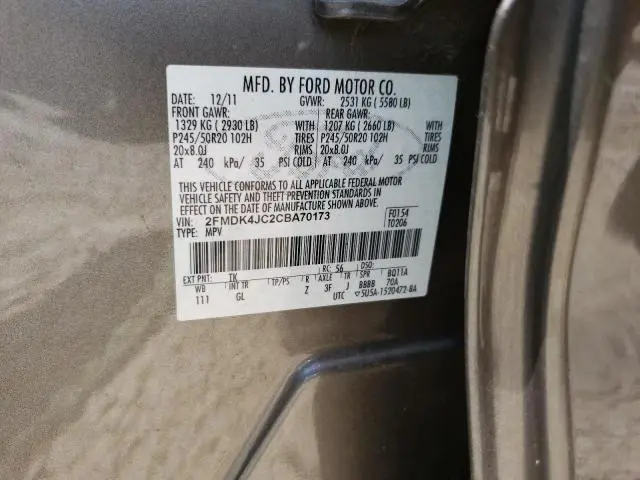 MFD. BY FORD MOTOR CO.
DATE: 12/11 GVWR: 2531 KG ( 5580 LB)
FRONT GAWR: REAR GAWR:
1329 KG ( 2930 LB) WITH 1207 KG ( 2660 LB) WITH
P245/50R20 102H TIRES P245/50R20 102H TIRES
20x8.0J RIMS 20x8.0J RIMS
AT 240 kPa/ 35 PSI COLD AT 240 kPa/ 35 PSI COLD
THIS VEHICLE CONFORMS TO ALL APPLICABLE FEDERAL MOTOR
VEHICLE SAFETY AND THEFT PREVENTION STANDARDS IN
EFFECT ON THE DATE OF MANUFACTURE SHOWN ABOVE.
VIN: 2FMDK4JC2CBA70173 F0154
TYPE: MPV T0206
EXT PNT: TK RC: 56 DSO:
WB INT TR TP/PS R AXLE TR SPR BQ11A
111 GL Z 3F J BBBB 70A
UTC ▽5U5A-1520472-BA